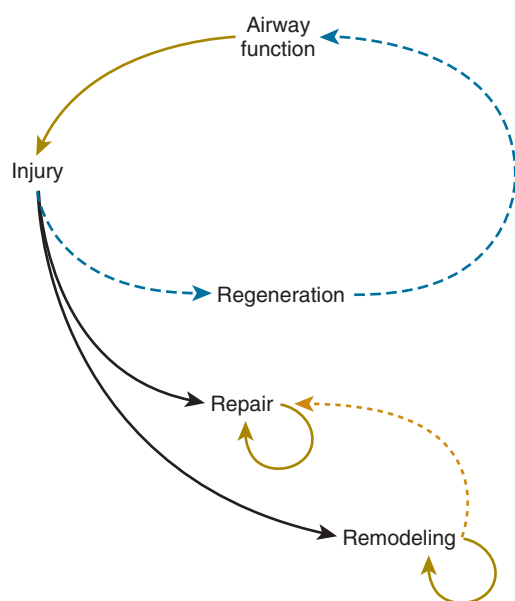 Airway
function
Injury
Regeneration
Repair
Remodeling